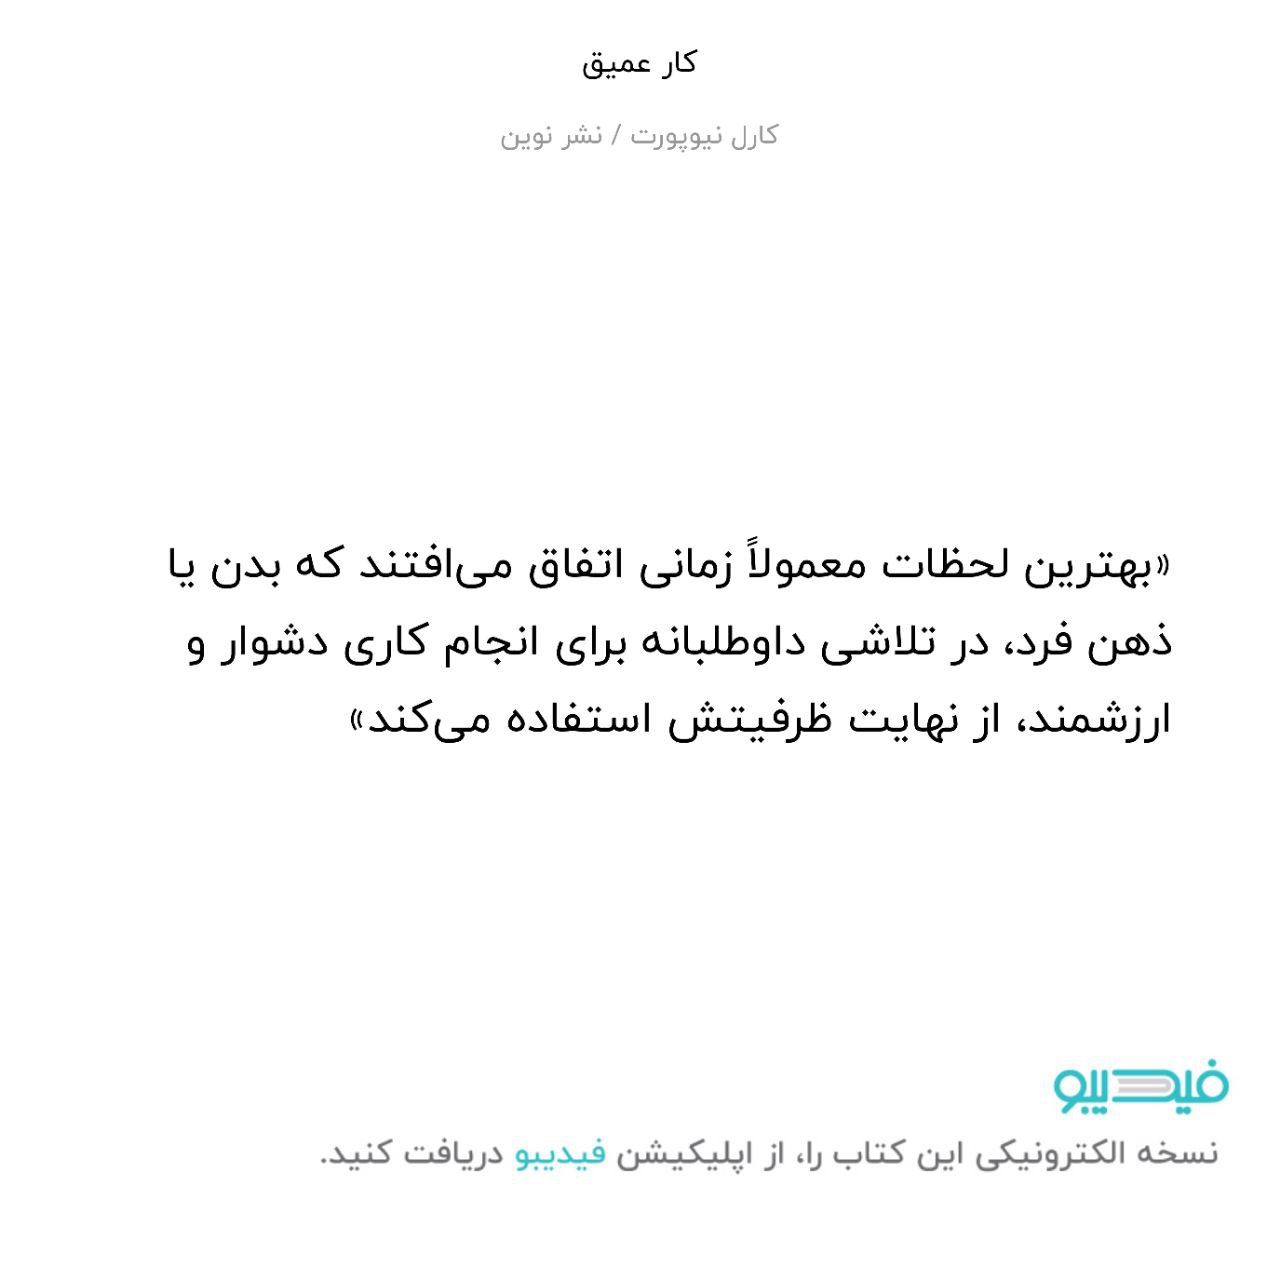 کار عمیق
کارل نیوپورت / نشر نوین
«بهترین لحظات معمولاً زمانی اتفاق می‌افتند که بدن یا
ذهن فرد، در تلاشی داوطلبانه برای انجام کاری دشوار و
ارزشمند، از نهایت ظرفیتش استفاده می‌کند»
فیدیبو
نسخه الکترونیکی این کتاب را، از اپلیکیشن فیدیبو دریافت کنید.